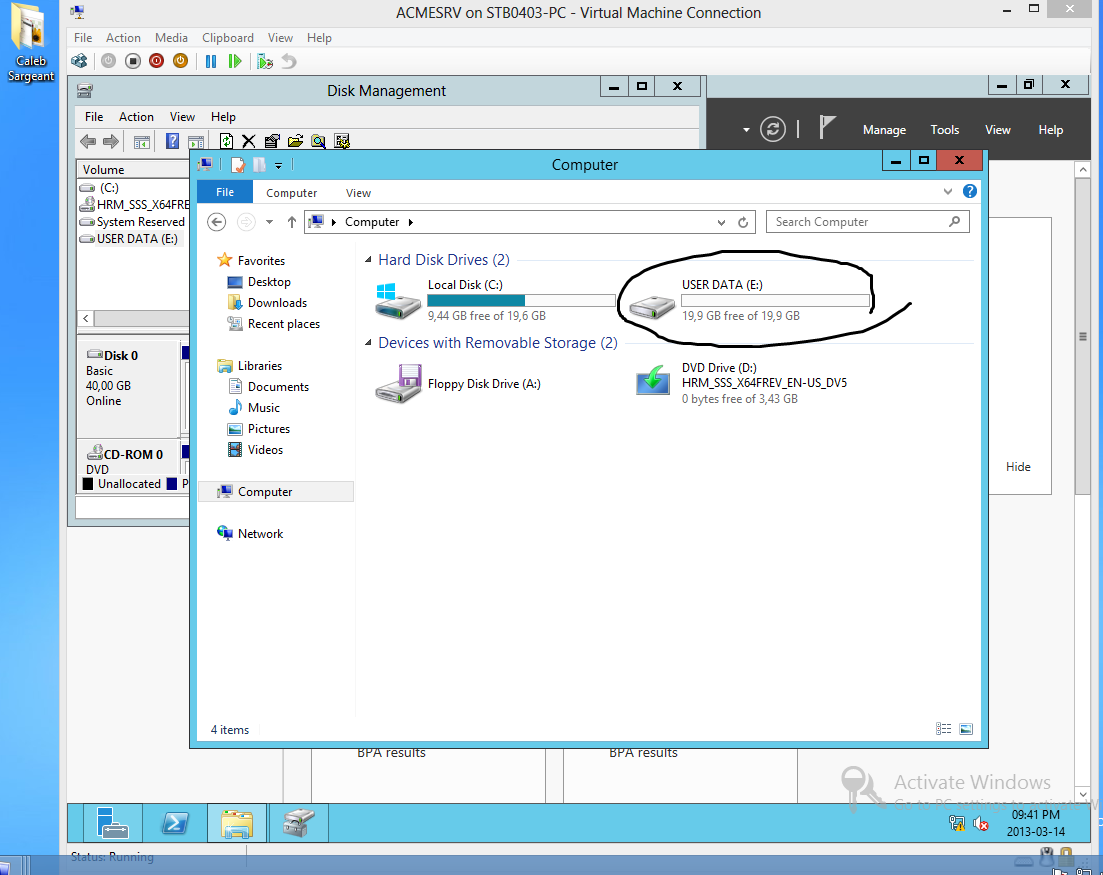 ACMESRV on STB0403-PC - Virtual Machine Connection
Caleb
Sargeant
File Action Media Clipboard View Help
Disk Management
File Action View Help
Manage Tools View Help
Volume
(C:)
HRM_SSS_X64FRE
System Reserved
USER DATA (E:)
Disk 0
Basic
40,00 GB
Online
CD-ROM 0
DVD
Unallocated P
Computer
File Computer View
Computer
Search Computer
Favorites
Desktop
Downloads
Recent places
Libraries
Documents
Music
Pictures
Videos
Computer
Network
Hard Disk Drives (2)
Local Disk (C:)
9,44 GB free of 19,6 GB
USER DATA (E:)
19,9 GB free of 19,9 GB
Devices with Removable Storage (2)
Floppy Disk Drive (A:)
DVD Drive (D:)
HRM_SSS_X64FREV_EN-US_DV5
0 bytes free of 3,43 GB
4 items
Hide
BPA results
BPA results
Activate Windows
Go to PC settings to activate W
09:41 PM
2013-03-14
Status: Running